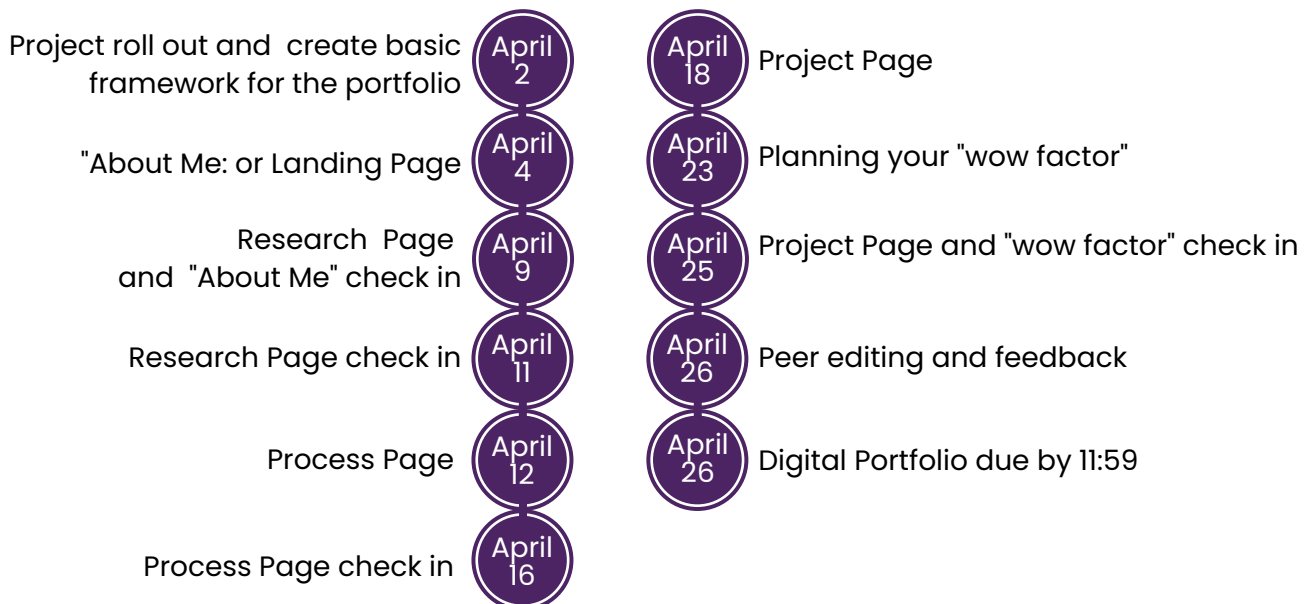 Project roll out and create basic
framework for the portfolio
April
2
"About Me: or Landing Page
April
4
Research Page
and "About Me" check in
April
9
Research Page check in
April
11
Process Page
April
12
Process Page check in
April
16
April
18
Project Page
April
23
Planning your "wow factor"
April
25
Project Page and "wow factor" check in
April
26
Peer editing and feedback
April
26
Digital Portfolio due by 11:59